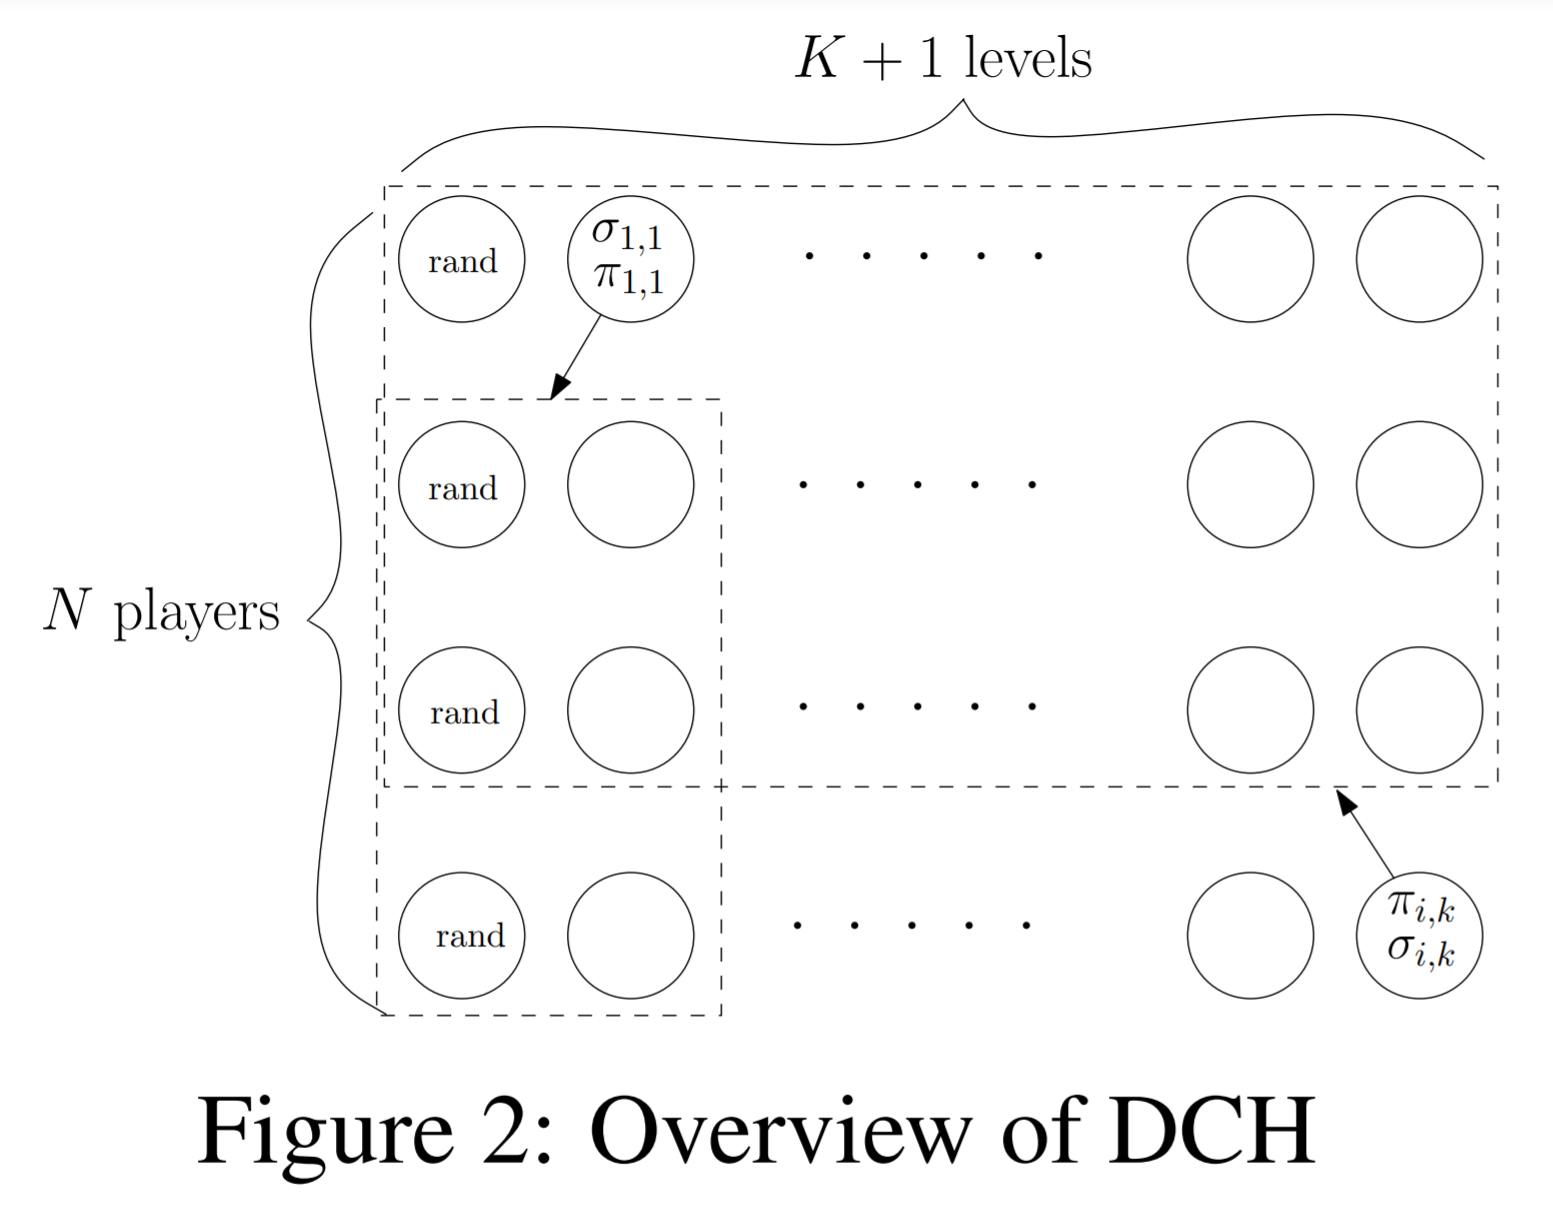 K + 1 levels
rand
σ1,1
π1,1
rand
N players
rand
rand
πi,k
σi,k
Figure 2: Overview of DCH